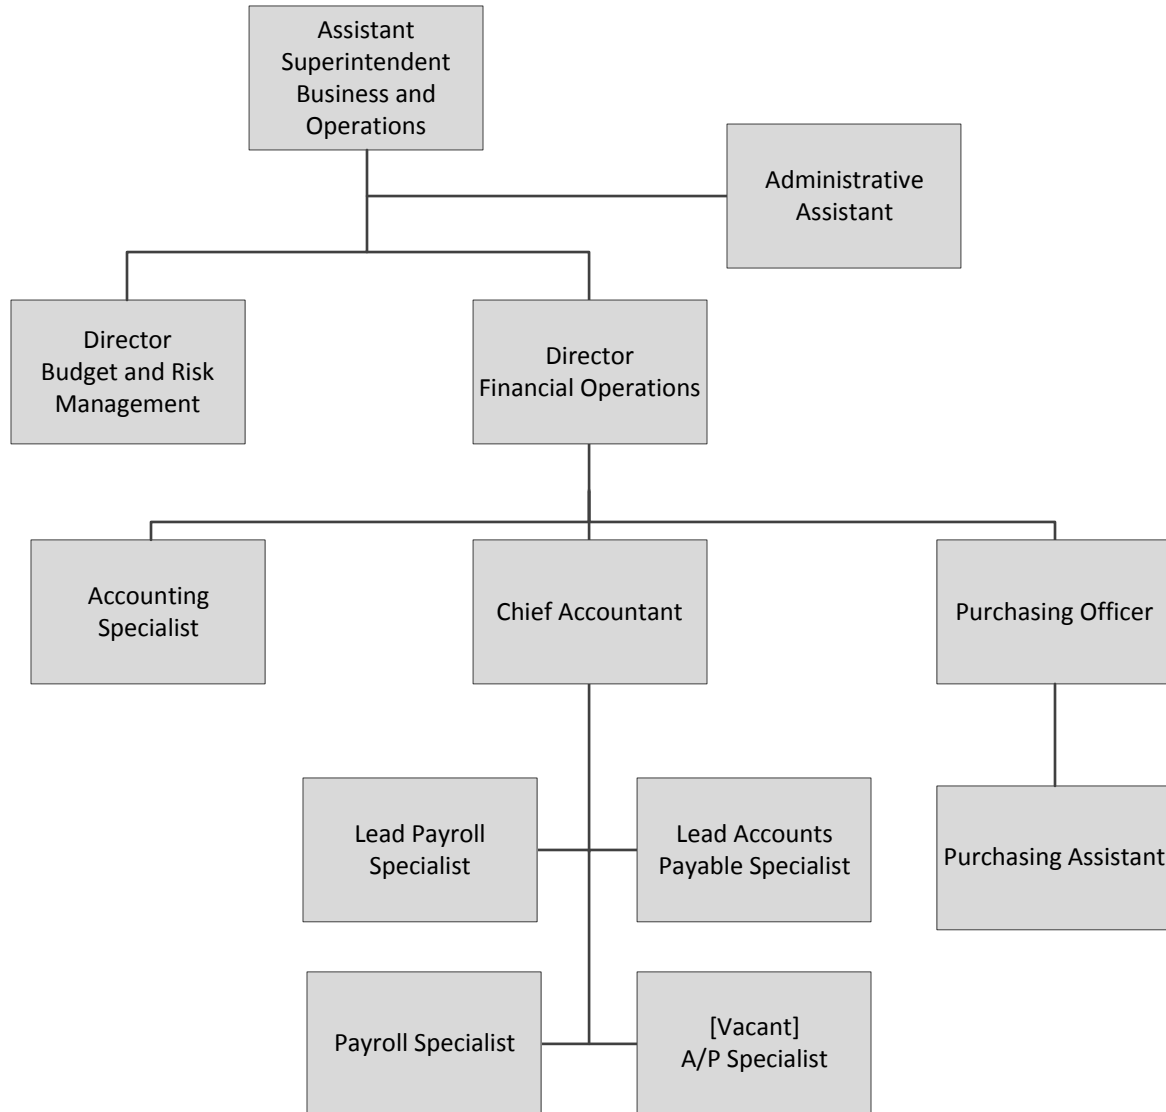 Assistant
Superintendent
Business and
Operations
Administrative
Assistant
Director
Budget and Risk
Management
Director
Financial Operations
Accounting
Specialist
Chief Accountant
Purchasing Officer
Lead Payroll
Specialist
Lead Accounts
Payable Specialist
Purchasing Assistant
Payroll Specialist
[Vacant]
A/P Specialist